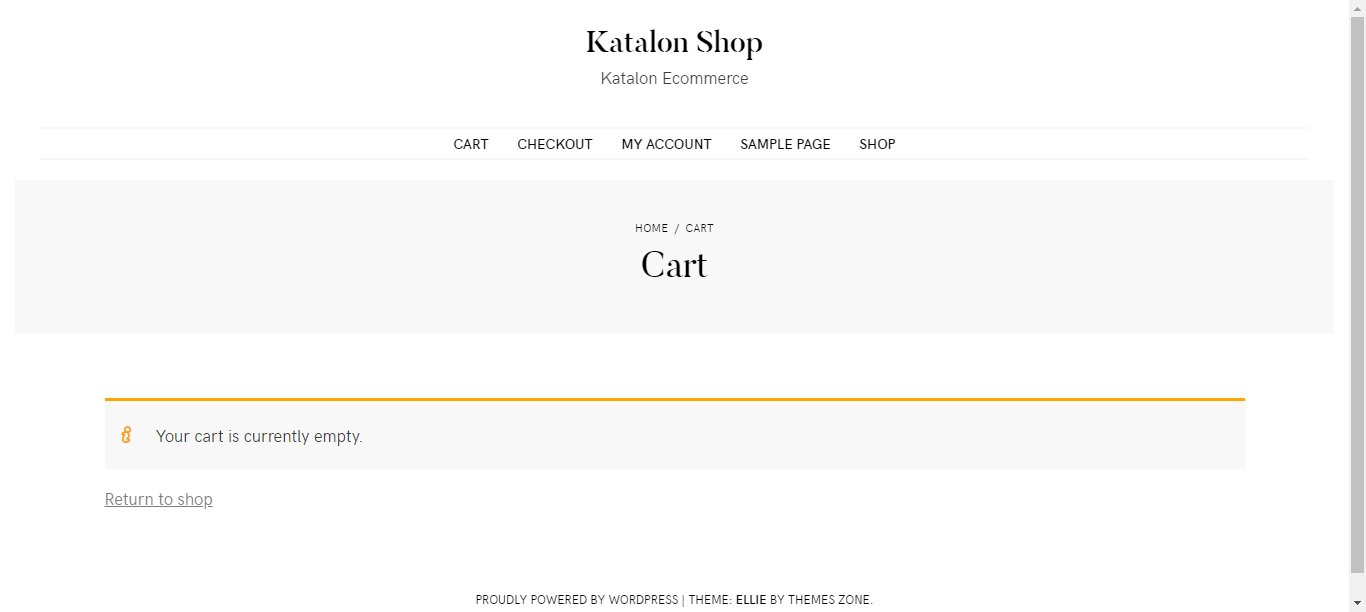 Katalon Shop
Katalon Ecommerce
CART CHECKOUT MY ACCOUNT SAMPLE PAGE SHOP
HOME / CART
Cart
Your cart is currently empty.
Return to shop
PROUDLY POWERED BY WORDPRESS | THEME: ELLIE BY THEMES ZONE.